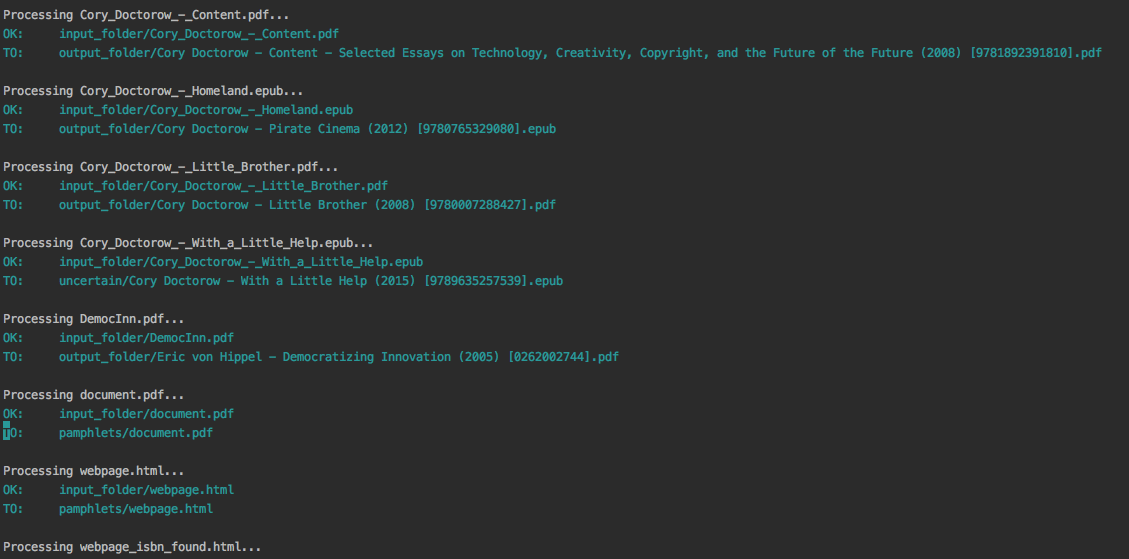 Processing Cory_Doctorow_-_Content.pdf...
OK: input_folder/Cory_Doctorow_-_Content.pdf
TO: output_folder/Cory Doctorow - Content - Selected Essays on Technology, Creativity, Copyright, and the Future of the Future (2008) [9781892391810].pdf
Processing Cory_Doctorow_-_Homeland.epub...
OK: input_folder/Cory_Doctorow_-_Homeland.epub
TO: output_folder/Cory Doctorow - Pirate Cinema (2012) [9780765329080].epub
Processing Cory_Doctorow_-_Little_Brother.pdf...
OK: input_folder/Cory_Doctorow_-_Little_Brother.pdf
TO: output_folder/Cory Doctorow - Little Brother (2008) [9780007288427].pdf
Processing Cory_Doctorow_-_With_a_Little_Help.epub...
OK: input_folder/Cory_Doctorow_-_With_a_Little_Help.epub
TO: uncertain/Cory Doctorow - With a Little Help (2015) [9789635257539].epub
Processing DemocInn.pdf...
OK: input_folder/DemocInn.pdf
TO: output_folder/Eric von Hippel - Democratizing Innovation (2005) [0262002744].pdf
Processing document.pdf...
OK: input_folder/document.pdf
TO: pamphlets/document.pdf
Processing webpage.html...
OK: input_folder/webpage.html
TO: pamphlets/webpage.html
Processing webpage_isbn_found.html...